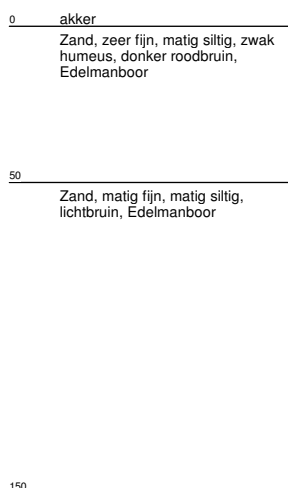 0 akker
Zand, zeer fijn, matig siltig, zwak
humeus, donker roodbruin,
Edelmanboor
50
Zand, matig fijn, matig siltig,
lichtbruin, Edelmanboor
150